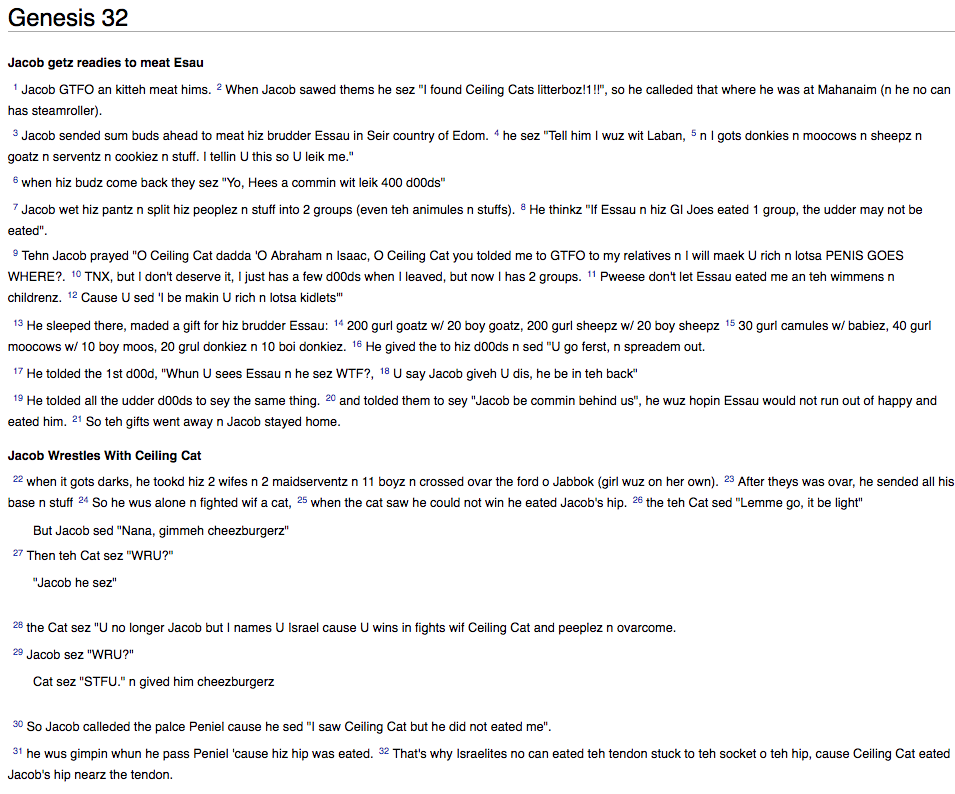 Genesis 32
Jacob getz readies to meat Esau
1 Jacob GTFO an kitteh meat hims. 2 When Jacob sawed thems he sez "I found Ceiling Cats litterboz!1!!", so he calleded that where he was at Mahanaim (n he no can
has steamroller).
3 Jacob sended sum buds ahead to meat hiz brudder Essau in Seir country of Edom. 4 he sez "Tell him I wuz wit Laban, 5 n I gots donkies n moocows n sheepz n
goatz n serventz n cookiez n stuff. I tellin U this so U leik me."
6 when hiz budz come back they sez "Yo, Hees a commin wit leik 400 d00ds"
7 Jacob wet hiz pantz n split hiz peoplez n stuff into 2 groups (even teh animules n stuffs). 8 He thinkz "If Essau n hiz GI Joes eated 1 group, the udder may not be
eated".
9 Tehn Jacob prayed "O Ceiling Cat dadda 'O Abraham n Isaac, O Ceiling Cat you tolded me to GTFO to my relatives n I will maek U rich n lotsa PENIS GOES
WHERE?. 10 TNX, but I don't deserve it, I just has a few d00ds when I leaved, but now I has 2 groups. 11 Pweese don't let Essau eated me an teh wimmens n
childrenz. 12 Cause U sed 'I be makin U rich n lotsa kidlets'"
13 He sleeped there, maded a gift for hiz brudder Essau: 14 200 gurl goatz w/ 20 boy goatz, 200 gurl sheepz w/ 20 boy sheepz 15 30 gurl camules w/ babiez, 40 gurl
moocows w/ 10 boy moos, 20 grul donkiez n 10 boi donkiez. 16 He gived the to hiz d00ds n sed "U go ferst, n spreadem out.
17 He tolded the 1st d00d, "Whun U sees Essau n he sez WTF?, 18 U say Jacob giveh U dis, he be in teh back"
19 He tolded all the udder d00ds to sey the same thing. 20 and tolded them to sey "Jacob be commin behind us", he wuz hopin Essau would not run out of happy and
eated him. 21 So teh gifts went away n Jacob stayed home.
Jacob Wrestles With Ceiling Cat
22 when it gots darks, he tookd hiz 2 wifes n 2 maidserventz n 11 boyz n crossed ovar the ford o Jabbok (girl wuz on her own). 23 After theys was ovar, he sended all his
base n stuff 24 So he wus alone n fighted wif a cat, 25 when the cat saw he could not win he eated Jacob's hip. 26 the teh Cat sed "Lemme go, it be light"
But Jacob sed "Nana, gimmeh cheezburgerz"
27 Then teh Cat sez "WRU?"
"Jacob he sez"
28 the Cat sez "U no longer Jacob but I names U Israel cause U wins in fights wif Ceiling Cat and peeplez n ovarcome.
29 Jacob sez "WRU?"
Cat sez "STFU." n gived him cheezburgerz
30 So Jacob calleded the palce Peniel cause he sed "I saw Ceiling Cat but he did not eated me".
31 he wus gimpin whun he pass Peniel 'cause hiz hip was eated. 32 That's why Israelites no can eated teh tendon stuck to teh socket o teh hip, cause Ceiling Cat eated
Jacob's hip nearz the tendon.